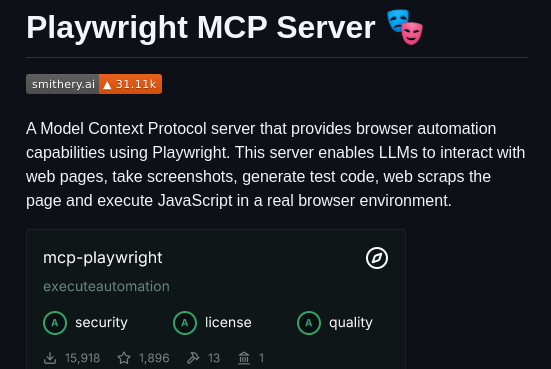 Playwright MCP Server 🎭
smithery.ai ▲ 31.11k
A Model Context Protocol server that provides browser automation
capabilities using Playwright. This server enables LLMs to interact with
web pages, take screenshots, generate test code, web scraps the
page and execute JavaScript in a real browser environment.
mcp-playwright
executeautomation
A security A license A quality
15,918 1,896 13 1